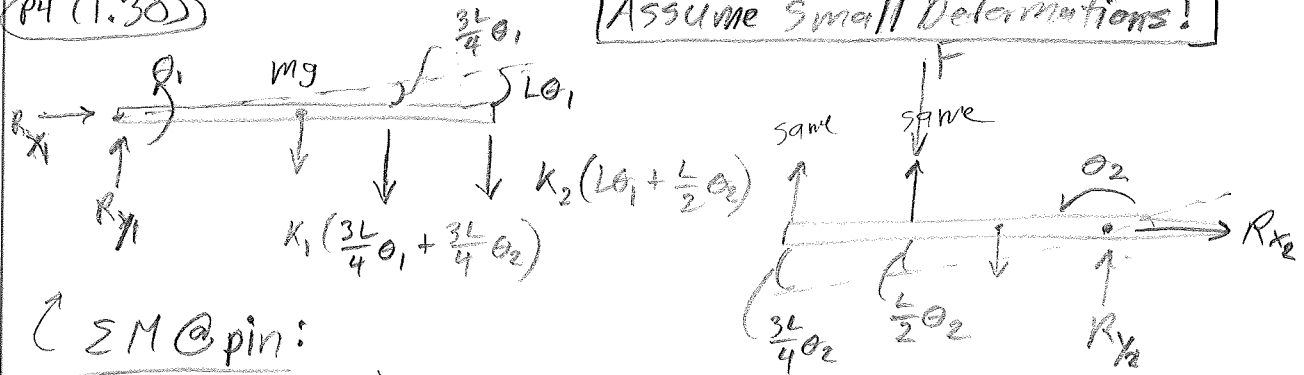 P4 (1.30)
Assume Small Deformations!
3L/4 θ₁
θ₁
mg
Lθ₁
Rx₁
Ry₁
K₁(3L/4 θ₁ + 3L/4 θ₂)
K₂(Lθ₁ + L/2 θ₂)
F
same
same
θ₂
Rx₂
3L/4 θ₂
L/2 θ₂
Ry₂
ΣM @ pin: